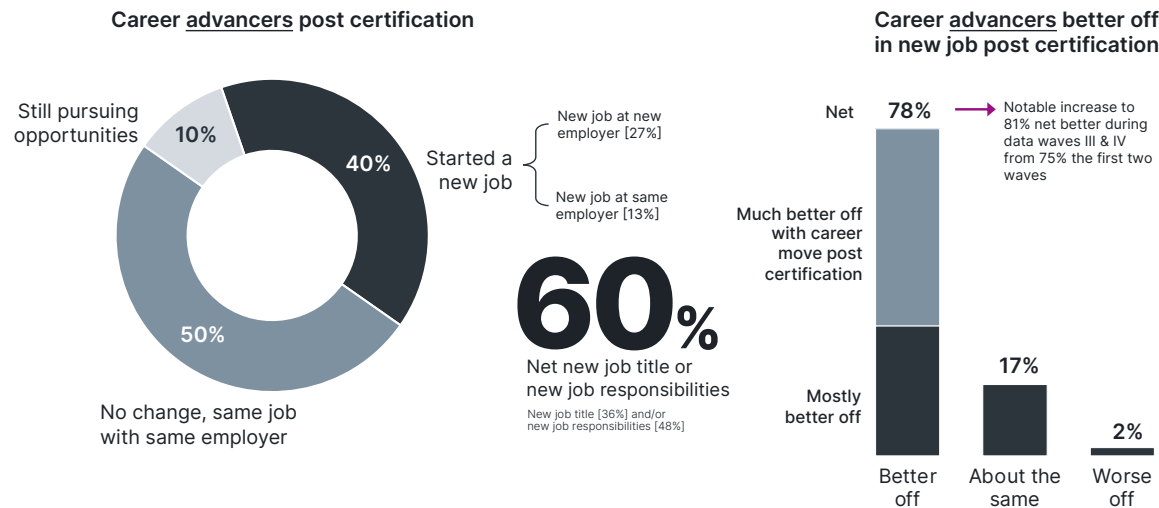 Career advancers post certification
Still pursuing
opportunities
10%
40%
50%
No change, same job
with same employer
Started a
new job
New job at new
employer [27%]
New job at same
employer [13%]
60%
Net new job title or
new job responsibilities
New job title [36%] and/or
new job responsibilities [48%]
Career advancers better off
in new job post certification
Net
78%
Notable increase to
81% net better during
data waves III & IV
from 75% the first two
waves
Much better off
with career
move post
certification
Mostly
better off
17%
2%
Better
off
About the
same
Worse
off